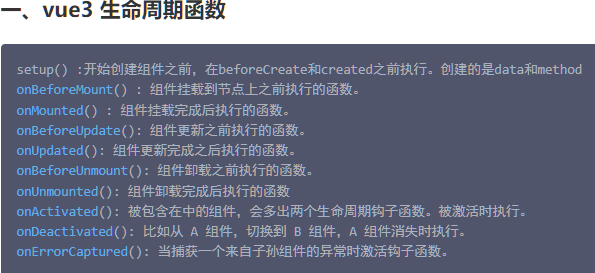 一、vue3 生命周期函数
setup() :开始创建组件之前，在beforeCreate和created之前执行。创建的是data和method
onBeforeMount() : 组件挂载到节点上之前执行的函数。
onMounted() : 组件挂载完成后执行的函数。
onBeforeUpdate(): 组件更新之前执行的函数。
onUpdated(): 组件更新完成之后执行的函数。
onBeforeUnmount(): 组件卸载之前执行的函数。
onUnmounted(): 组件卸载完成后执行的函数
onActivated(): 被包含在中的组件，会多出两个生命周期钩子函数。被激活时执行。
onDeactivated(): 比如从 A 组件，切换到 B 组件，A 组件消失时执行。
onErrorCaptured(): 当捕获一个来自子孙组件的异常时激活钩子函数。